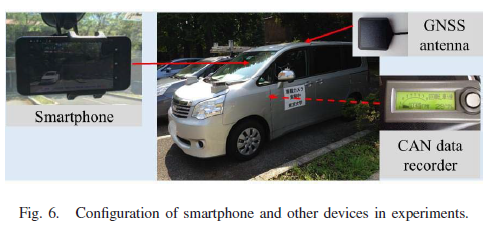 GNSS
antenna
Smartphone
CAN data
recorder
Fig. 6. Configuration of smartphone and other devices in experiments.